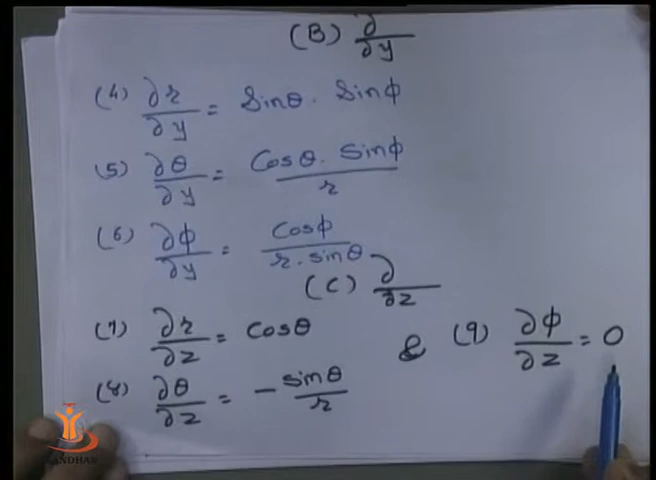 (B) ∂/∂y
(4) ∂r/∂y = Sinθ · Sinϕ
(5) ∂θ/∂y = Cosθ · Sinϕ / r
(6) ∂ϕ/∂y = Cosϕ / r · sinθ
(C) ∂/∂z
(7) ∂r/∂z = Cosθ
& (9) ∂ϕ/∂z = 0
(8) ∂θ/∂z = - sinθ / r